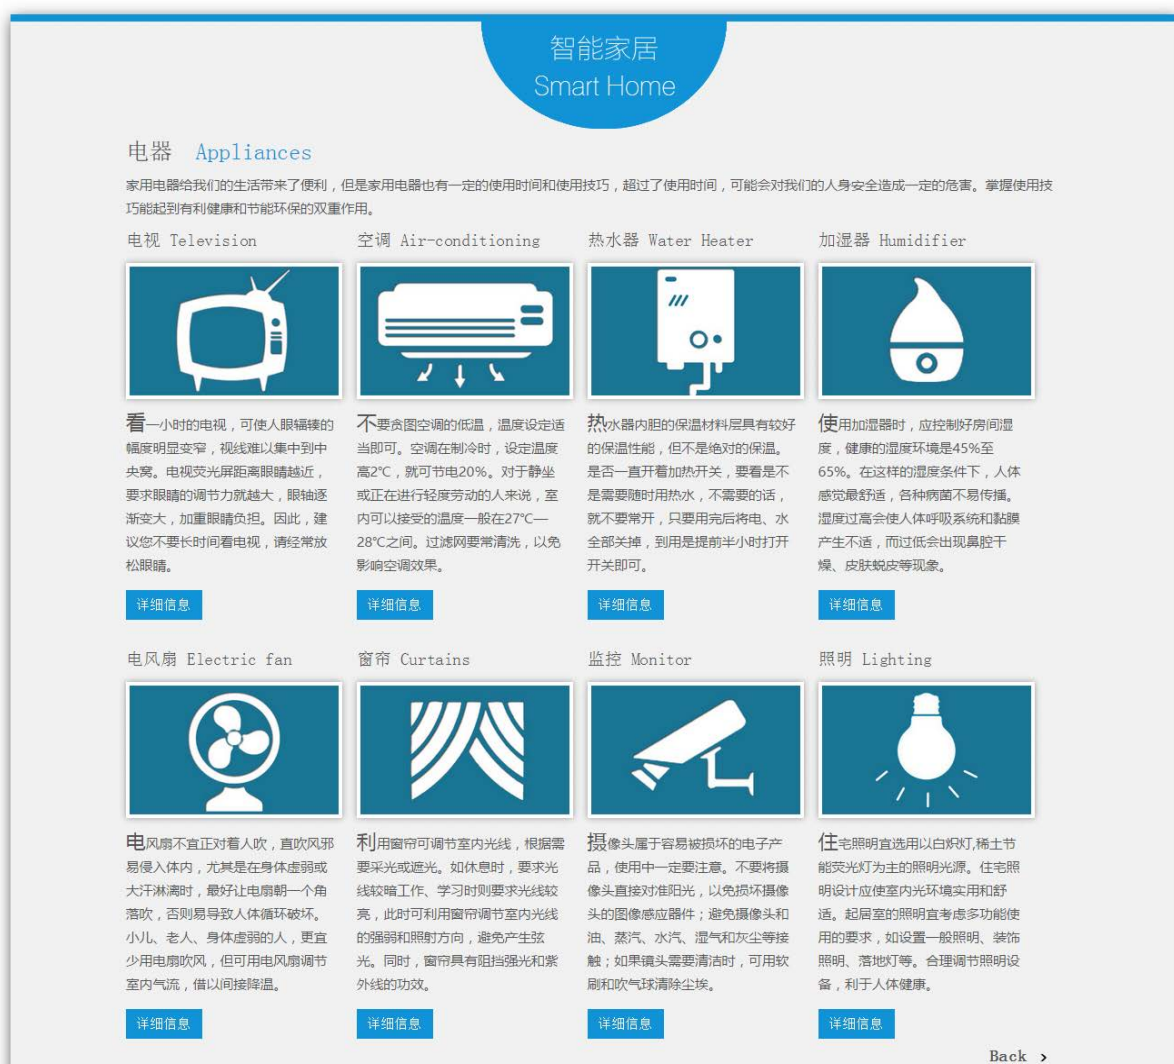 智能家居
Smart Home
电器 Appliances
家用电器给我们的生活带来了便利，但是家用电器也有一定的使用时间和使用技巧，超过了使用时间，可能会对我们的人身安全造成一定的危害。掌握使用技
巧能起到有利健康和节能环保的双重作用。
电视 Television
看一小时的电视，可使人眼辐辏的
幅度明显变窄，视线难以集中到中
央窝。电视荧光屏距离眼睛越近，
要求眼睛的调节力就越大，眼轴逐
渐变大，加重眼睛负担。因此，建
议您不要长时间看电视，请经常放
松眼睛。
详细信息
空调 Air-conditioning
不要贪图空调的低温，温度设定适
当即可。空调在制冷时，设定温度
高2℃，就可节电20%。对于静坐
或正在进行轻度劳动的人来说，室
内可以接受的温度一般在27℃—
28℃之间。过滤网要常清洗，以免
影响空调效果。
详细信息
热水器 Water Heater
热水器内胆的保温材料层具有较好
的保温性能，但不是绝对的保温。
是否一直开着加热开关，要看是不
是需要随时用热水，不需要的话，
就不要常开，只要用完后将电、水
全部关掉，到用是提前半小时打开
开关即可。
详细信息
加湿器 Humidifier
使用加湿器时，应控制好房间湿
度，健康的湿度环境是45%至
65%。在这样的湿度条件下，人体
感觉最舒适，各种病菌不易传播。
湿度过高会使人体呼吸系统和黏膜
产生不适，而过低会出现鼻腔干
燥、皮肤蜕皮等现象。
详细信息
电风扇 Electric fan
电风扇不宜正对着人吹，直吹风邪
易侵入体内，尤其是在身体虚弱或
大汗淋漓时，最好让电扇朝一个角
落吹，否则易导致人体循环破坏。
小儿、老人、身体虚弱的人，更宜
少用电扇吹风，但可用电风扇调节
室内气流，借以间接降温。
详细信息
窗帘 Curtains
利用窗帘可调节室内光线，根据需
要采光或遮光。如休息时，要求光
线较暗工作、学习时则要求光线较
亮，此时可利用窗帘调节室内光线
的强弱和照射方向，避免产生弦
光。同时，窗帘具有阻挡强光和紫
外线的功效。
详细信息
监控 Monitor
摄像头属于容易被损坏的电子产
品，使用中一定要注意。不要将摄
像头直接对准阳光，以免损坏摄像
头的图像感应器件；避免摄像头和
油、蒸汽、水汽、湿气和灰尘等接
触；如果镜头需要清洁时，可用软
刷和吹气球清除尘埃。
详细信息
照明 Lighting
住宅照明宜选用以白炽灯,稀土节
能荧光灯为主的照明光源。住宅照
明设计应使室内光环境实用和舒
适。起居室的照明宜考虑多功能使
用的要求，如设置一般照明、装饰
照明、落地灯等。合理调节照明设
备，利于人体健康。
详细信息
Back ›